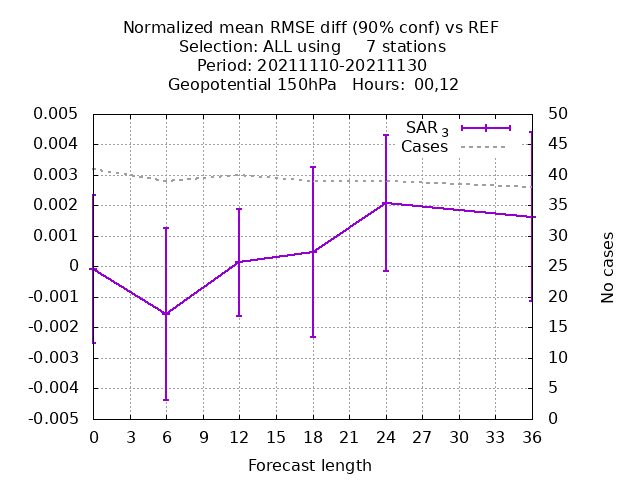 Normalized mean RMSE diff (90% conf) vs REF
Selection: ALL using     7 stations
Period: 20211110-20211130
Geopotential 150hPa   Hours:  00,12
0.005 50
0.004 SAR 3 45
Cases
0.003 40
0.002 35
0.001 30
0 25
-0.001 20
-0.002 15
-0.003 10
-0.004 5
-0.005 0
No cases
0 3 6 9 12 15 18 21 24 27 30 33 36
Forecast length